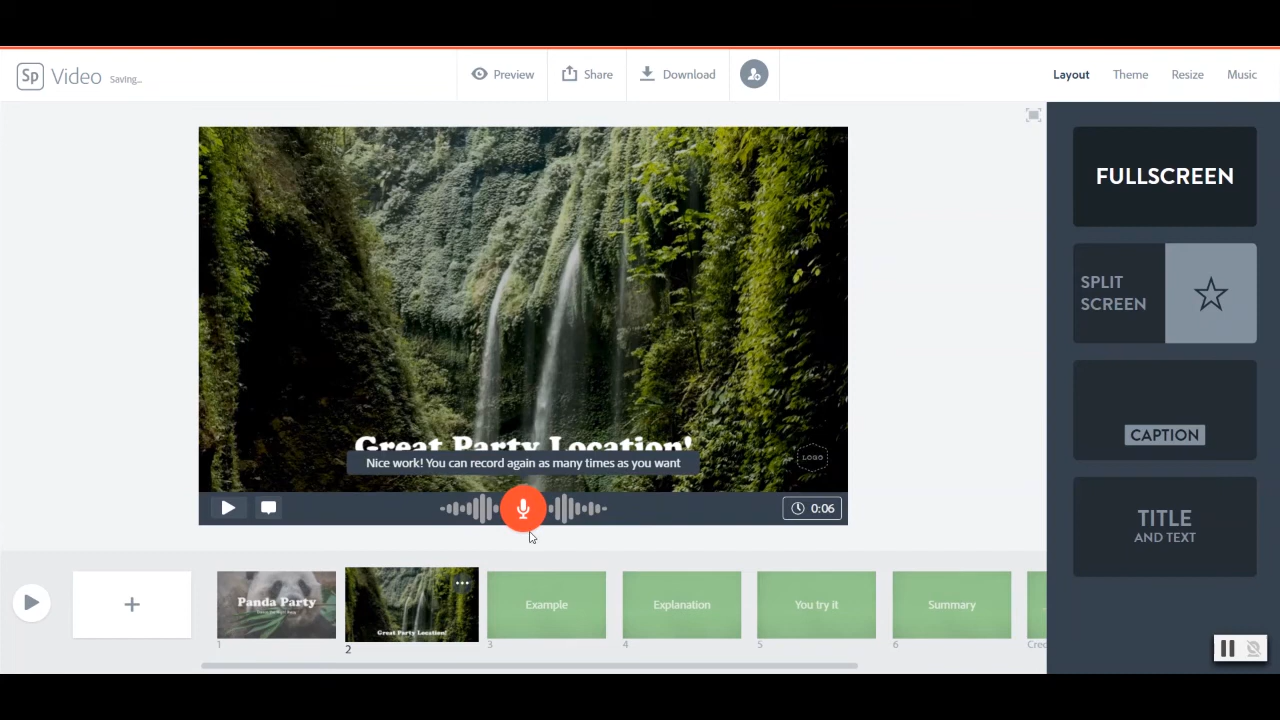 Sp Video Saving...
Preview
Share
Download
Layout
Theme
Resize
Music
FULLSCREEN
SPLIT
SCREEN
CAPTION
TITLE
AND TEXT
Great Party Location!
LOGO
Nice work! You can record again as many times as you want
0:06
Panda Party
Great Party Location!
Example
Explanation
You try it
Summary
1
2
3
4
5
6
Cre